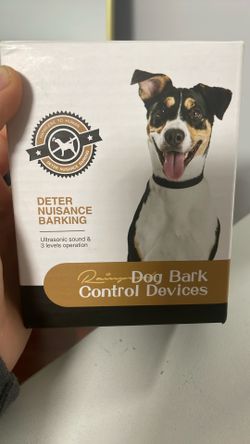 DETER
NUISANCE
BARKING
Ultrasonic sound &
3 levels operation
Dog Bark
Control Devices